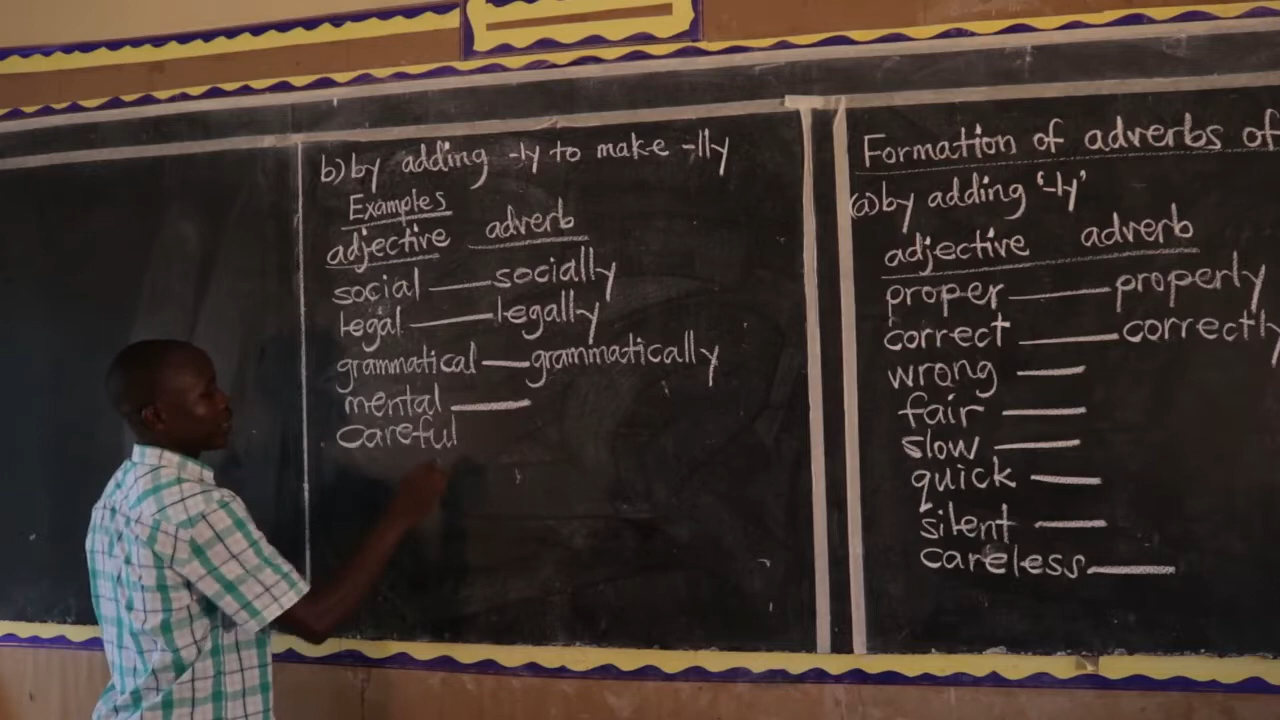 b) by adding -ly to make -lly
Examples
adjective adverb
social — socially
legal — legally
grammatical — grammatically
mental —
careful
Formation of adverbs of
(a) by adding '-ly'
adjective adverb
proper — properly
correct — correctly
wrong —
fair —
slow —
quick —
silent —
careless —